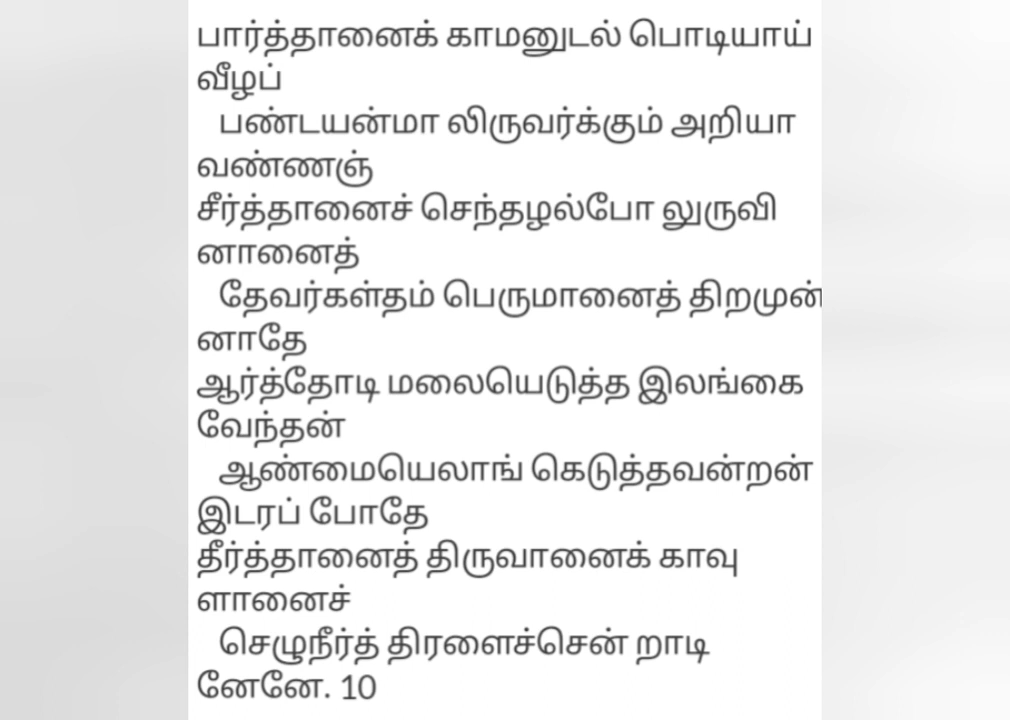 பார்த்தானைக் காமனுடல் பொடியாய்
வீழப்
பண்டயன்மா லிருவர்க்கும் அறியா
வண்ணஞ்
சீர்த்தானைச் செந்தழல்போ லுருவி
னானைத்
தேவர்கள்தம் பெருமானைத் திறமுன்
னாதே
ஆர்த்தோடி மலையெடுத்த இலங்கை
வேந்தன்
ஆண்மையெலாங் கெடுத்தவன்றன்
இடரப் போதே
தீர்த்தானைத் திருவானைக் காவு
ளானைச்
செழுநீர்த் திரளைச்சென் றாடி
னேனே. 10